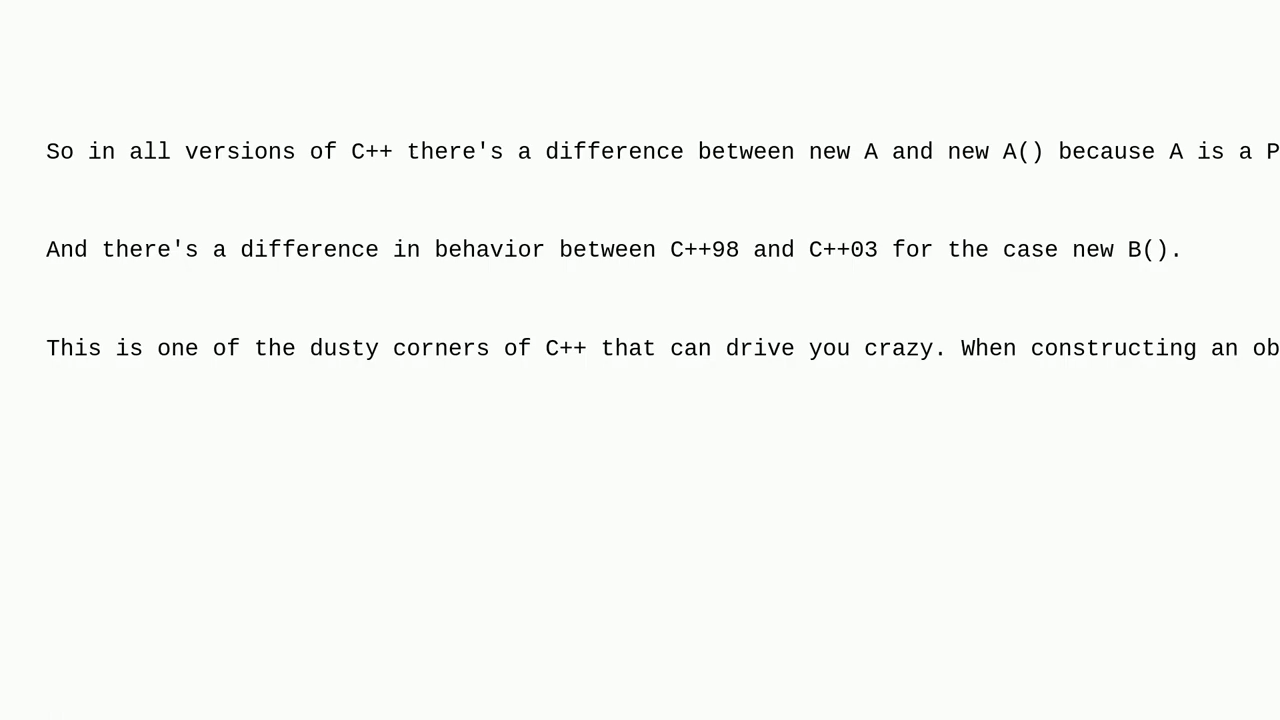 So in all versions of C++ there's a difference between new A and new A() because A is a P
And there's a difference in behavior between C++98 and C++03 for the case new B().
This is one of the dusty corners of C++ that can drive you crazy. When constructing an ob